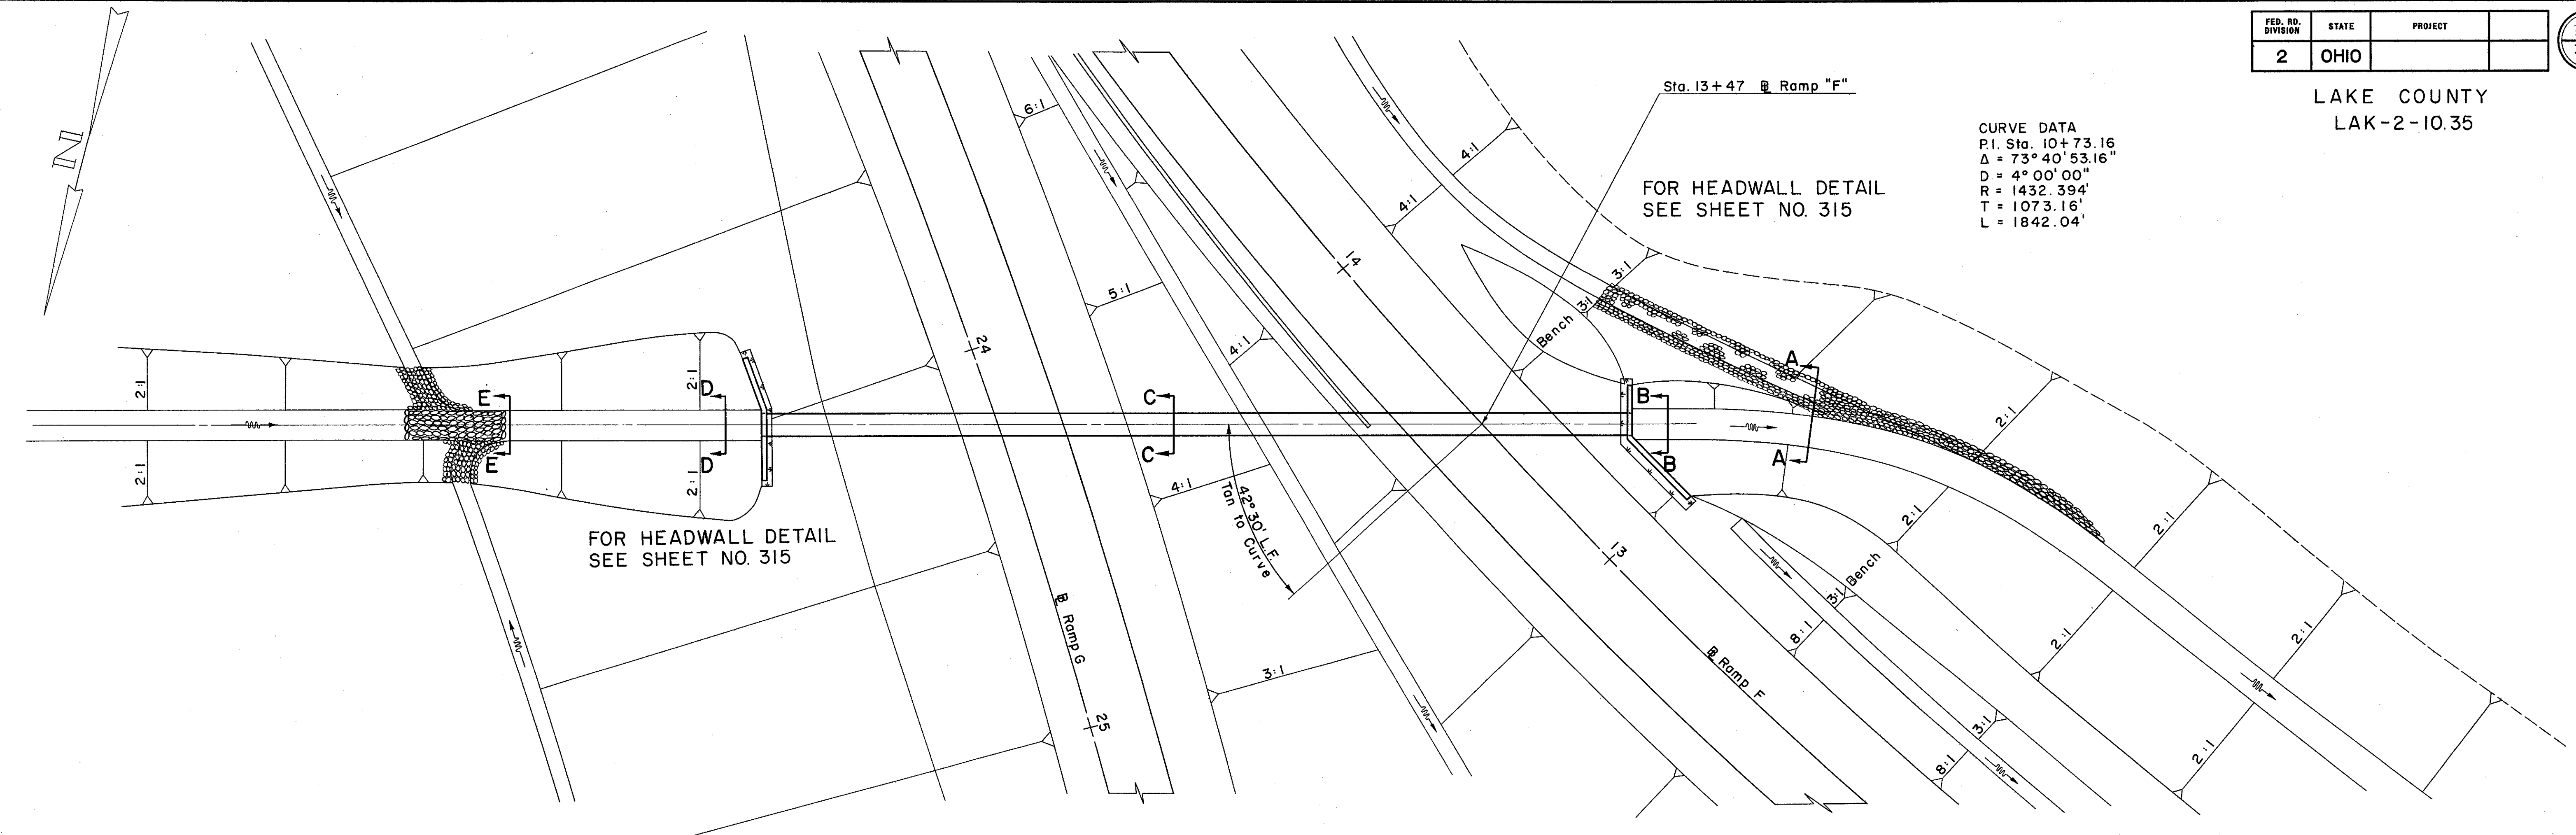 FED. RD. DIVISION STATE PROJECT
2 OHIO
LAKE COUNTY
LAK-2-10.35
N
Sta. 13+47 ℄ Ramp "F"
CURVE DATA
P.I. Sta. 10+73.16
Δ = 73° 40' 53.16"
D = 4° 00' 00"
R = 1432.394'
T = 1073.16'
L = 1842.04'
FOR HEADWALL DETAIL
SEE SHEET NO. 315
6:1
4:1
4:1
3:1
3:1
Bench
14
5:1
24
4:1
2:1
2:1
D
E
C
B
A
2:1
E
D
C
B
A
2:1
2:1
4:1
42° 30' L.F.
Tan to Curve
2:1
2:1
2:1
FOR HEADWALL DETAIL
SEE SHEET NO. 315
13
Bench
3:1
8:1
2:1
2:1
℄ Ramp G
℄ Ramp F
3:1
25
3:1
8:1
2:1